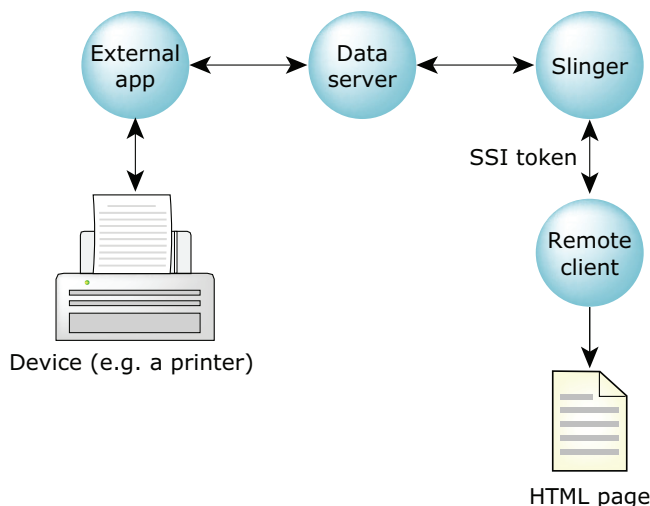 External
app
Data
server
Slinger
SSI token
Remote
client
Device (e.g. a printer)
HTML page